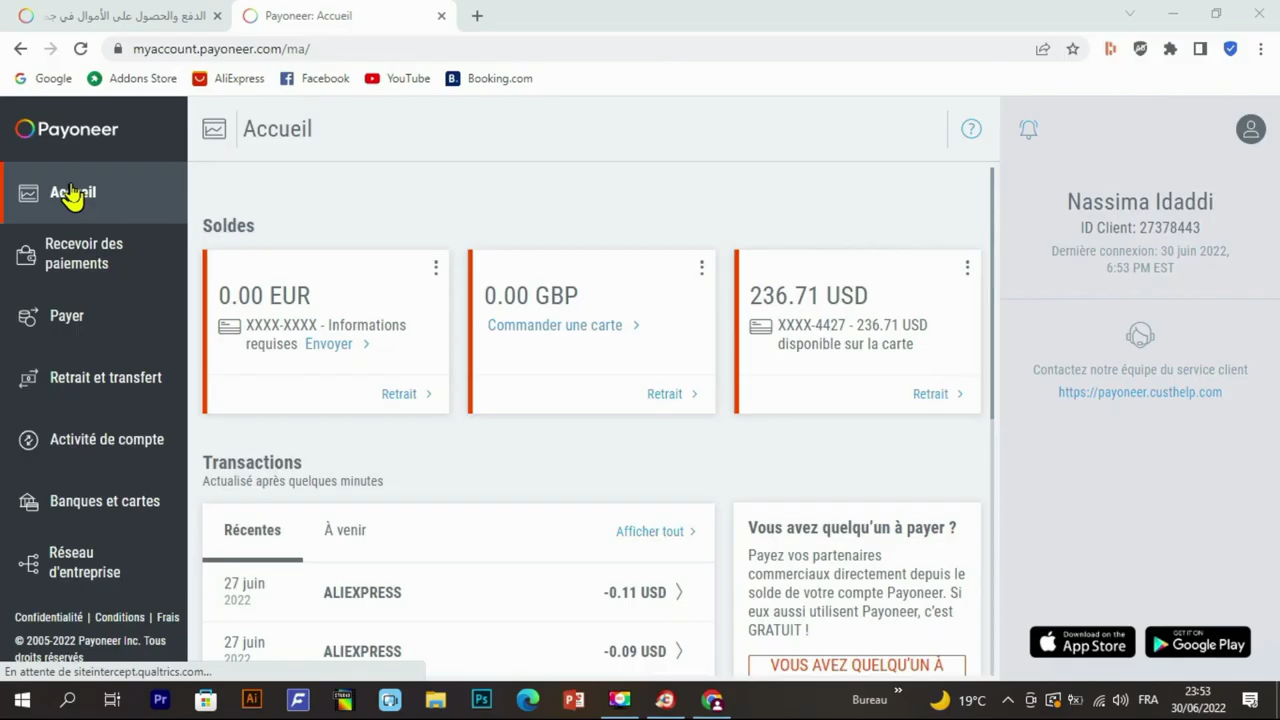 الدفع والحصول على الأموال في جم
Payoneer: Accueil
myaccount.payoneer.com/ma/
Google
Addons Store
AliExpress
Facebook
YouTube
Booking.com
Payoneer
Accueil
Nassima Idaddi
ID Client: 27378443
Dernière connexion: 30 juin 2022,
6:53 PM EST
Contactez notre équipe du service client
https://payoneer.custhelp.com
Recevoir des
paiements
Payer
Retrait et transfert
Activité de compte
Banques et cartes
Réseau
d'entreprise
Confidentialité | Conditions | Frais
© 2005-2022 Payoneer Inc. Tous
droits réservés
En attente de siteintercept.qualtrics.com...
Soldes
0.00 EUR
XXXX-XXXX - Informations
requises Envoyer
Retrait
0.00 GBP
Commander une carte
Retrait
236.71 USD
XXXX-4427 - 236.71 USD
disponible sur la carte
Retrait
Transactions
Actualisé après quelques minutes
Récentes
À venir
Afficher tout
27 juin
2022
ALIEXPRESS
-0.11 USD
27 juin
2022
ALIEXPRESS
-0.09 USD
Vous avez quelqu'un à payer ?
Payez vos partenaires
commerciaux directement depuis le
solde de votre compte Payoneer. Si
eux aussi utilisent Payoneer, c'est
GRATUIT !
VOUS AVEZ QUELQU'UN À
Download on the
App Store
GET IT ON
Google Play
Bureau
19°C
FRA
23:53
30/06/2022